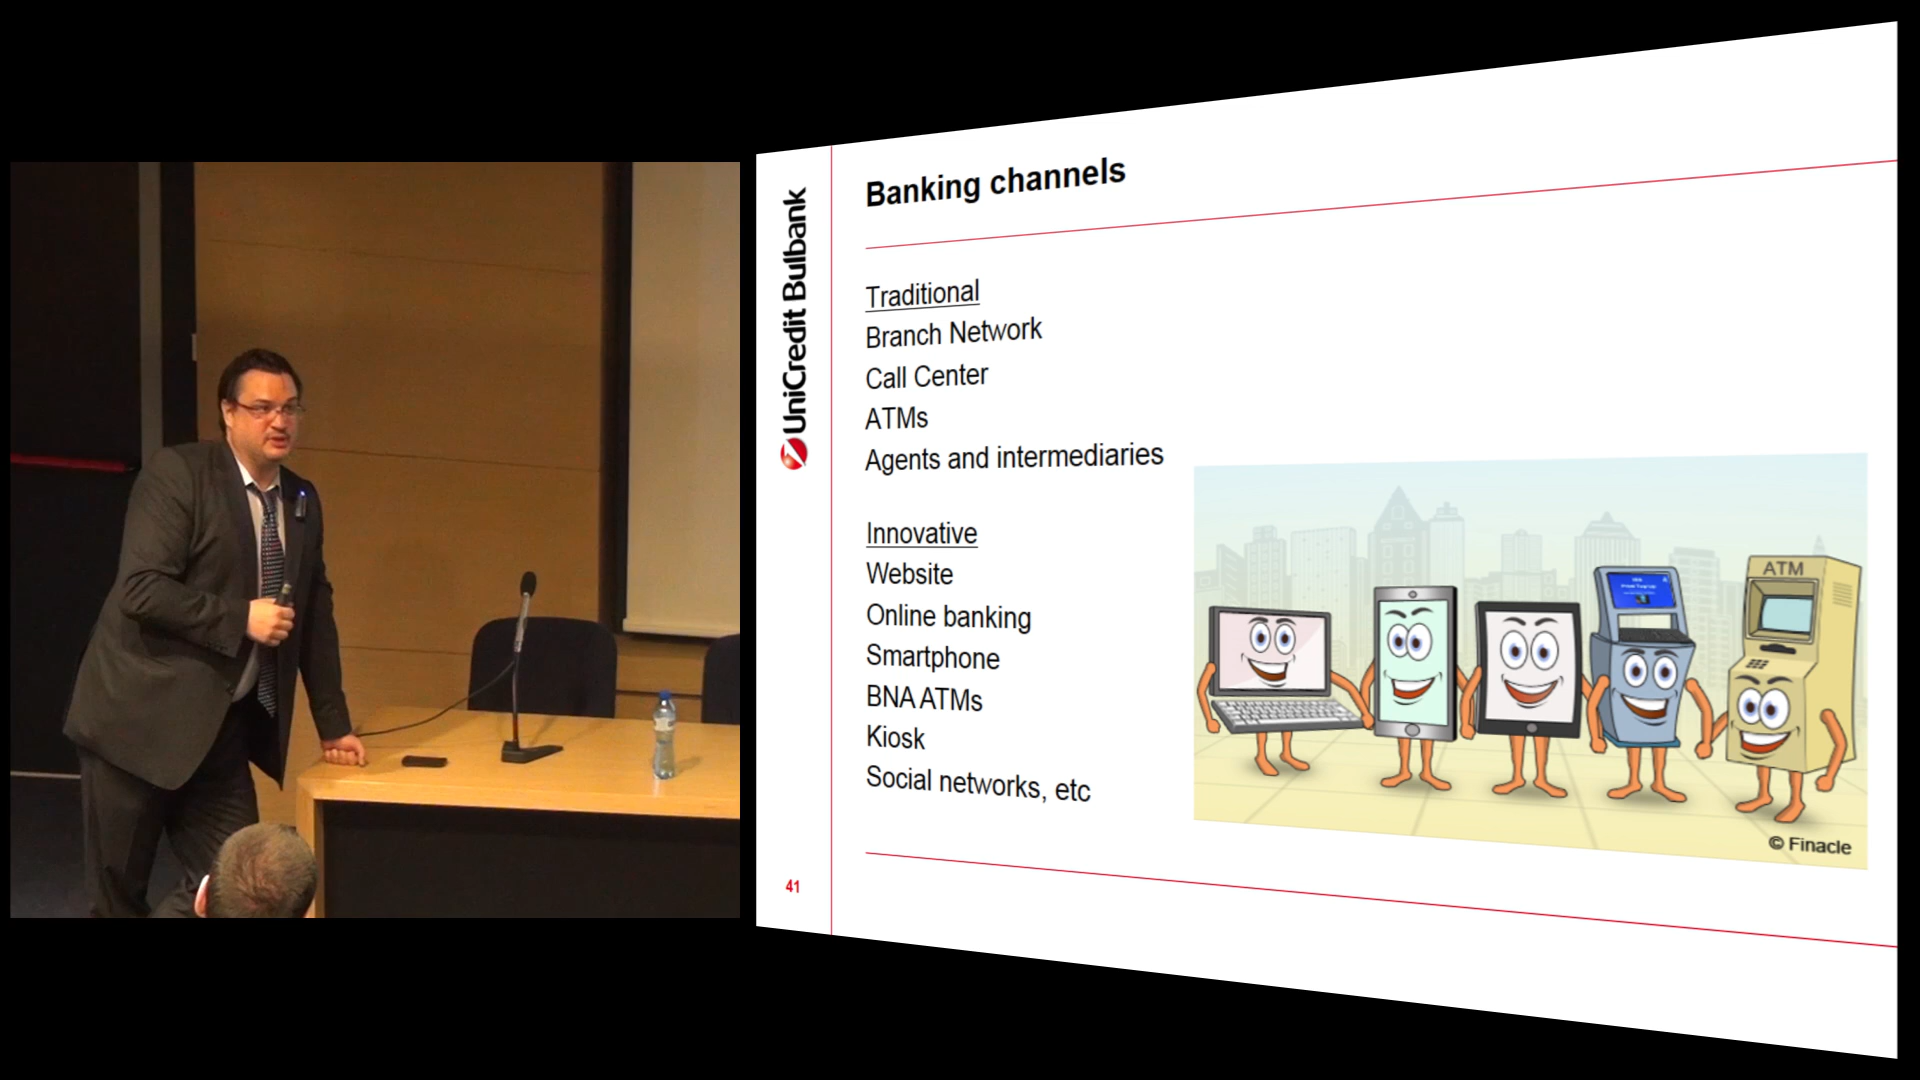 Banking channels
UniCredit Bulbank
Traditional
Branch Network
Call Center
ATMs
Agents and intermediaries
Innovative
Website
Online banking
Smartphone
BNA ATMs
Kiosk
Social networks, etc
ATM
© Finacle
41